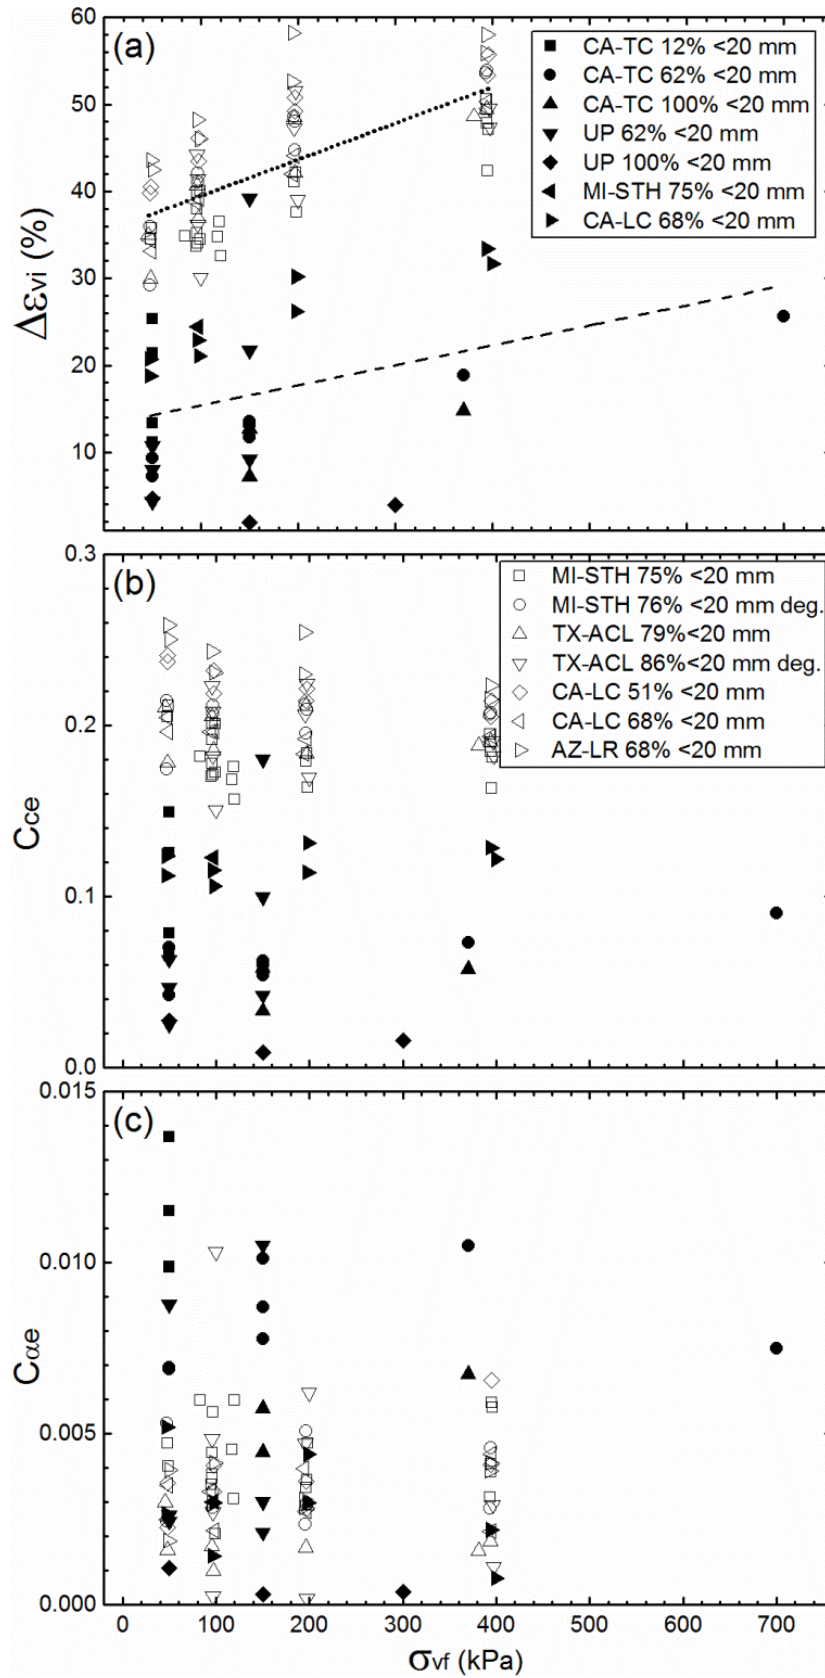 60
(a)
CA-TC 12% <20 mm
CA-TC 62% <20 mm
CA-TC 100% <20 mm
UP 62% <20 mm
UP 100% <20 mm
MI-STH 75% <20 mm
CA-LC 68% <20 mm
50
40
30
20
10
Δεvi (%)
0.3
(b)
MI-STH 75% <20 mm
MI-STH 76% <20 mm deg.
TX-ACL 79%<20 mm
TX-ACL 86%<20 mm deg.
CA-LC 51% <20 mm
CA-LC 68% <20 mm
AZ-LR 68% <20 mm
0.2
0.1
0.0
Cce
0.015
(c)
0.010
0.005
0.000
Cαe
0 100 200 300 400 500 600 700
σvf (kPa)